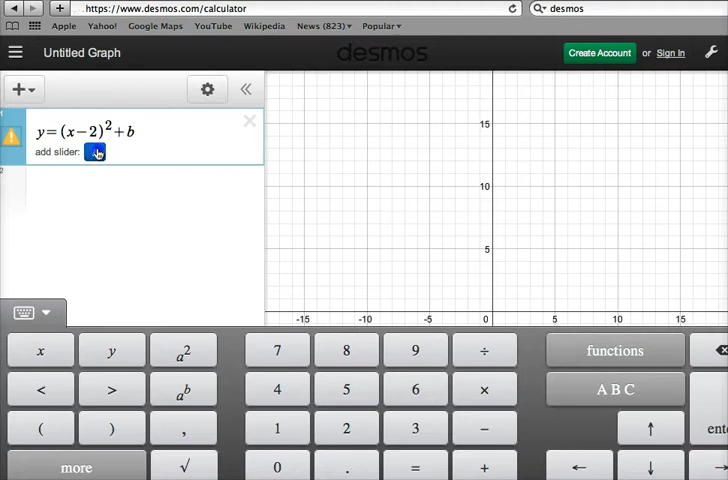 https://www.desmos.com/calculator
desmos
Apple Yahoo! Google Maps YouTube Wikipedia News (823) Popular
Untitled Graph
desmos
Create Account or Sign In
1
y=(x−2)²+b
add slider:
2
15
10
5
-15 -10 -5 0 5 10 15
x y a² 7 8 9 ÷ functions
< > aᵇ 4 5 6 × A B C
( ) , 1 2 3 − ↑
more √ 0 . = + ← ↓ →